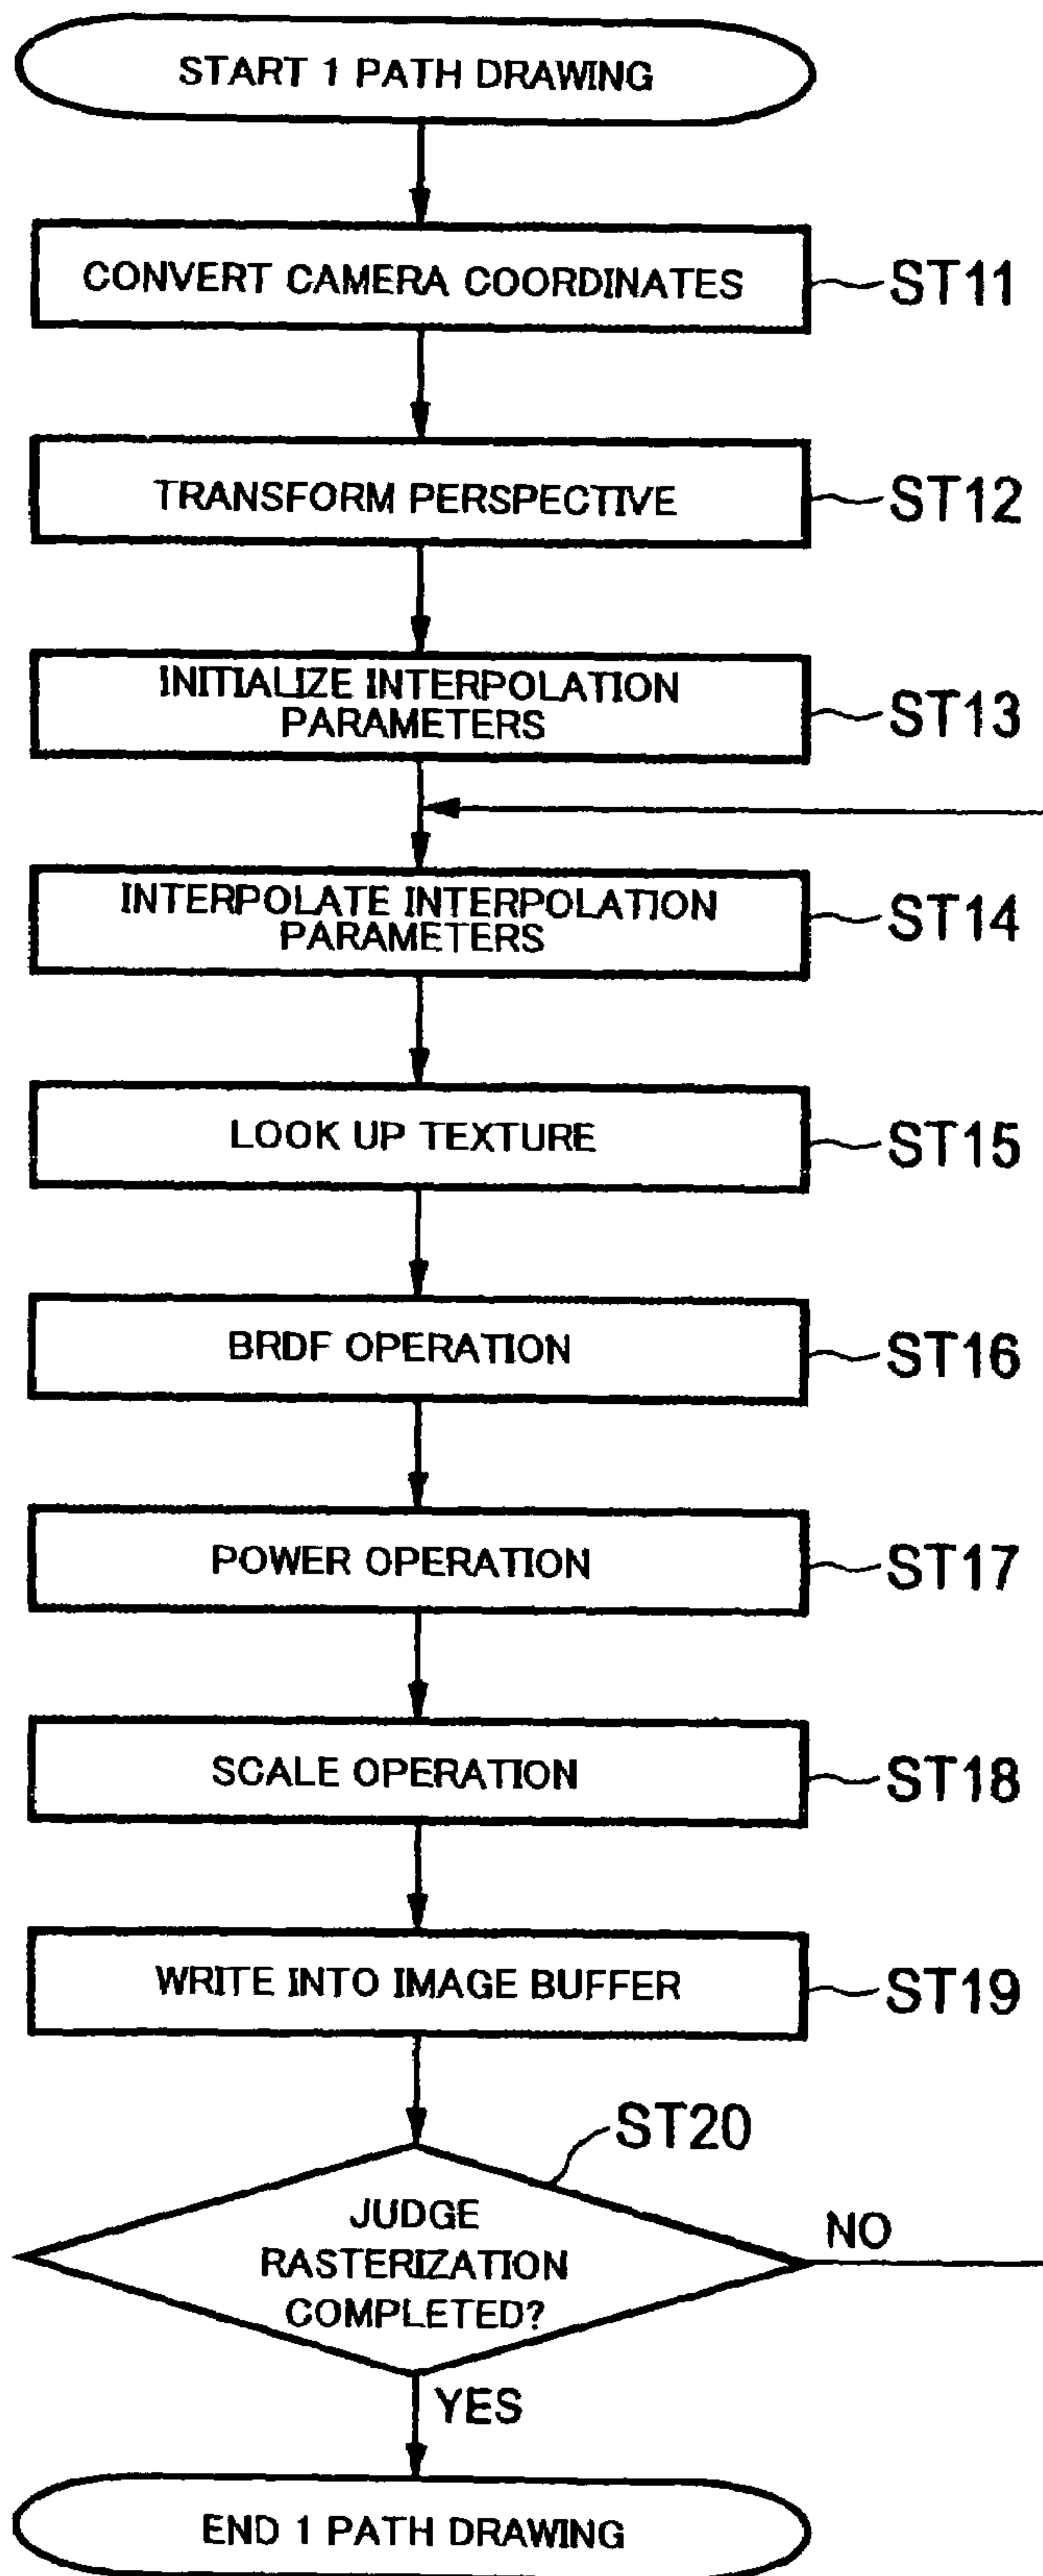 START 1 PATH DRAWING
CONVERT CAMERA COORDINATES
ST11
TRANSFORM PERSPECTIVE
ST12
INITIALIZE INTERPOLATION
PARAMETERS
ST13
INTERPOLATE INTERPOLATION
PARAMETERS
ST14
LOOK UP TEXTURE
ST15
BRDF OPERATION
ST16
POWER OPERATION
ST17
SCALE OPERATION
ST18
WRITE INTO IMAGE BUFFER
ST19
ST20
JUDGE
RASTERIZATION
COMPLETED?
NO
YES
END 1 PATH DRAWING